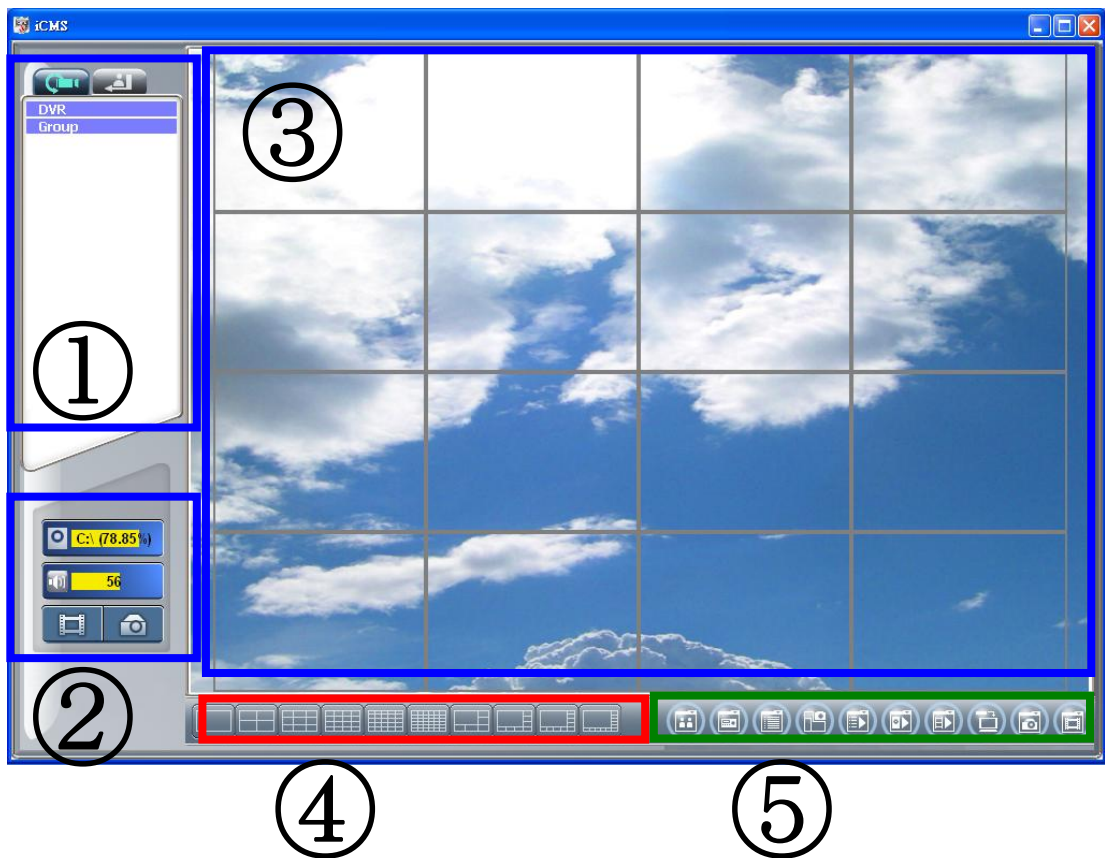 iCMS
DVR
Group
①
③
C:\ (78.85%)
56
②
④
⑤